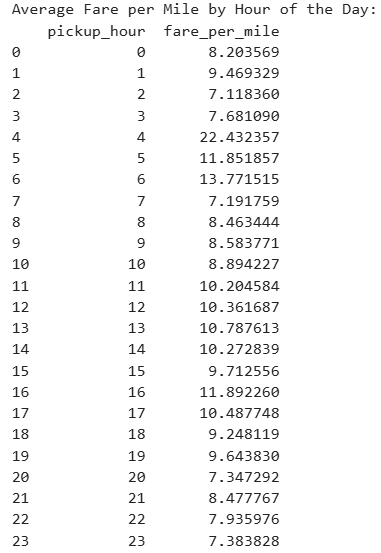 Average Fare per Mile by Hour of the Day:
pickup_hour fare_per_mile
0 0 8.203569
1 1 9.469329
2 2 7.118360
3 3 7.681090
4 4 22.432357
5 5 11.851857
6 6 13.771515
7 7 7.191759
8 8 8.463444
9 9 8.583771
10 10 8.894227
11 11 10.204584
12 12 10.361687
13 13 10.787613
14 14 10.272839
15 15 9.712556
16 16 11.892260
17 17 10.487748
18 18 9.248119
19 19 9.643830
20 20 7.347292
21 21 8.477767
22 22 7.935976
23 23 7.383828